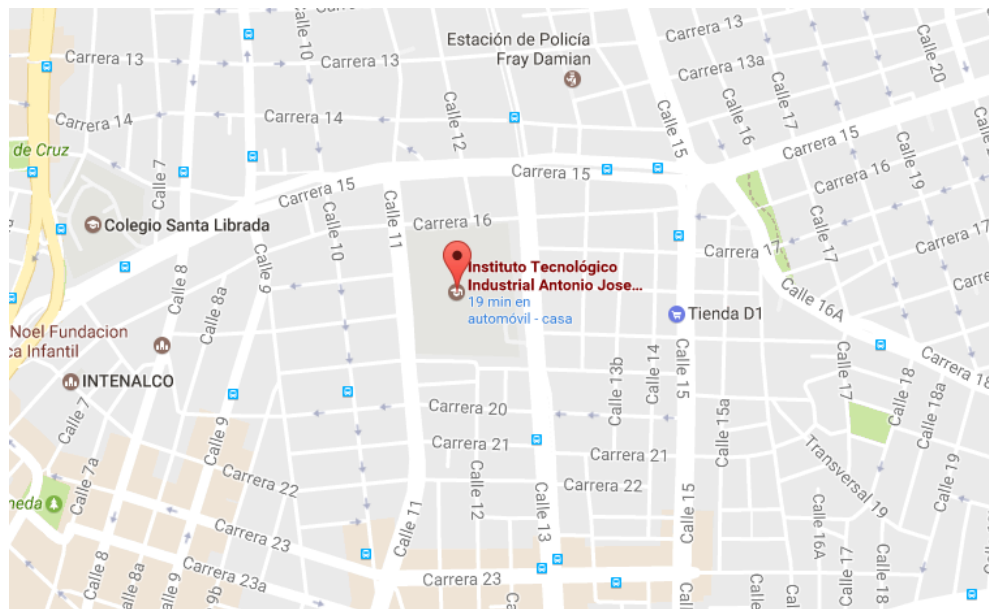 Carrera 13
Calle 20
Estación de Policía
Fray Damian
Calle 10
Carrera 13
Carrera 13
Carrera 13a
Calle 12
Calle 15
Calle 16
Calle 17
Carrera 14
Carrera 14
Carrera 15
de Cruz
Calle 7
Carrera 15
Carrera 15
Carrera 16
Calle 19
Colegio Santa Librada
Calle 11
Carrera 16
Calle 10
Carrera 17
Calle 17
Carrera 17
Calle 8
Calle 9
Instituto Tecnológico
Industrial Antonio Jose...
19 min en
automóvil - casa
Calle 8a
Tienda D1
Calle 16A
Noel Fundacion
ca Infantil
INTENALCO
Calle 13b
Calle 14
Calle 15
Calle 17
Calle 18
Carrera 18
Calle 18a
Calle 7
Calle 9
Carrera 20
Calle 15a
Carrera 21
Carrera 21
Transversal 19
Calle 19
Calle 7a
Carrera 22
Calle 12
Carrera 22
neda
Calle 11
Calle 13
Calle 15
Carrera 23
Calle 16A
Calle 17
Calle 18
Calle 8
Calle 8a
Calle 9
Carrera 23a
9b
Carrera 23